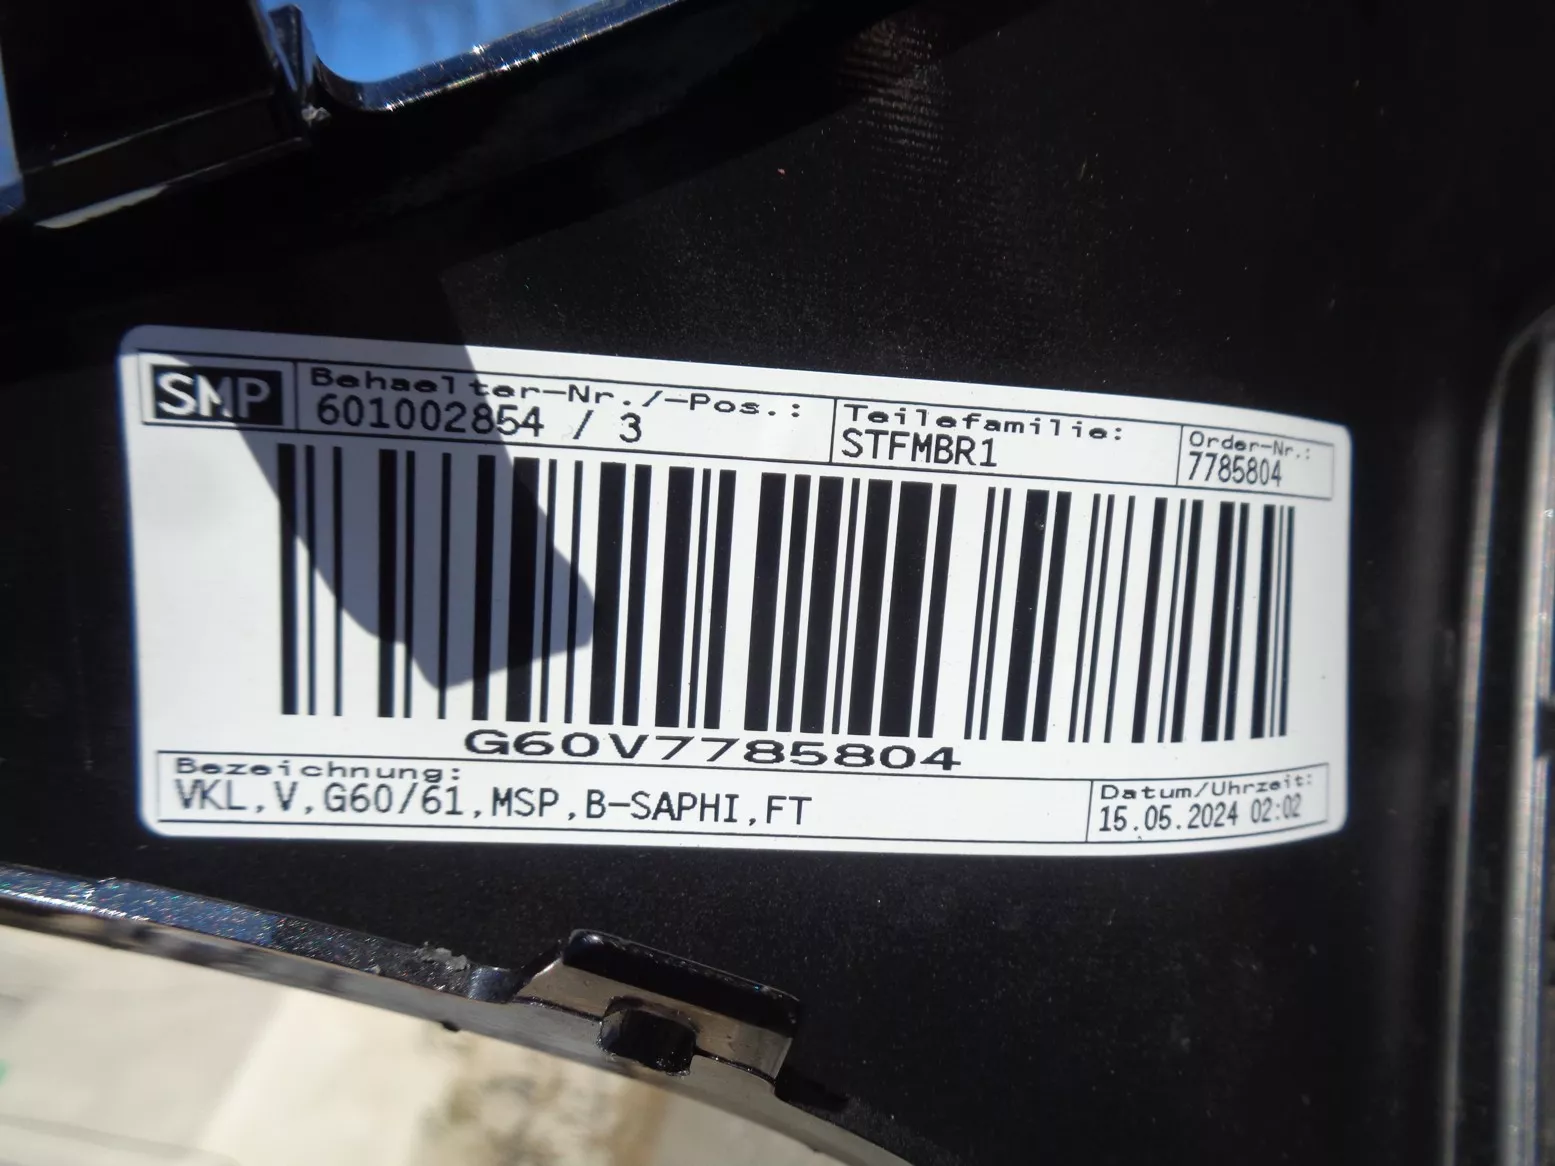 SMP
Behaelter-Nr./-Pos.:
601002854 / 3
Teilefamilie:
STFMBR1
Order-Nr.:
7785804
G60V7785804
Bezeichnung:
VKL,V,G60/61,MSP,B-SAPHI,FT
Datum/Uhrzeit:
15.05.2024 02:02